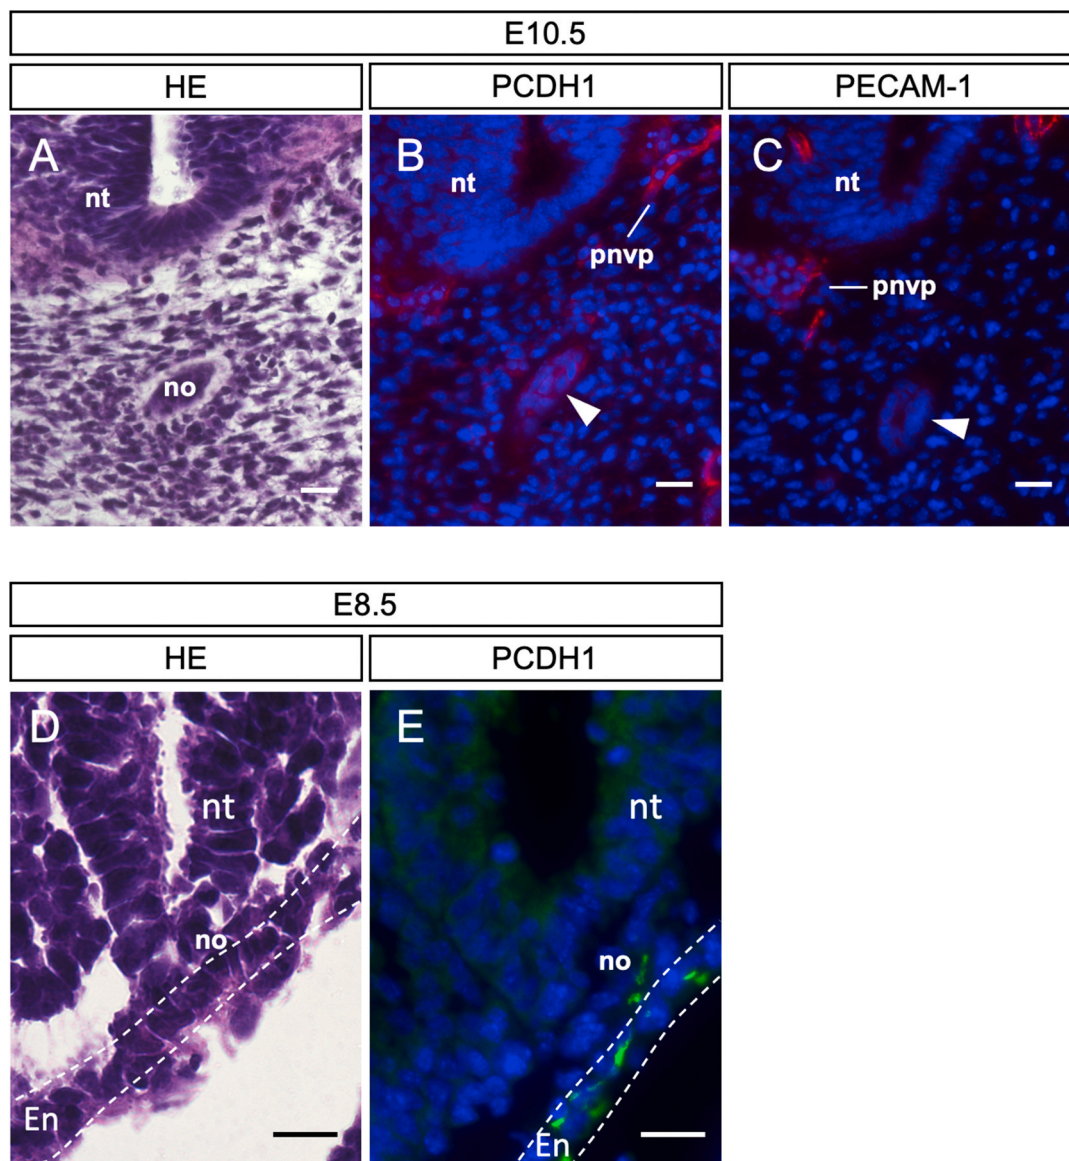 E10.5
HE
PCDH1
PECAM-1
A
B
C
nt
nt
nt
pnvp
pnvp
no
E8.5
HE
PCDH1
D
E
nt
nt
no
no
En
En